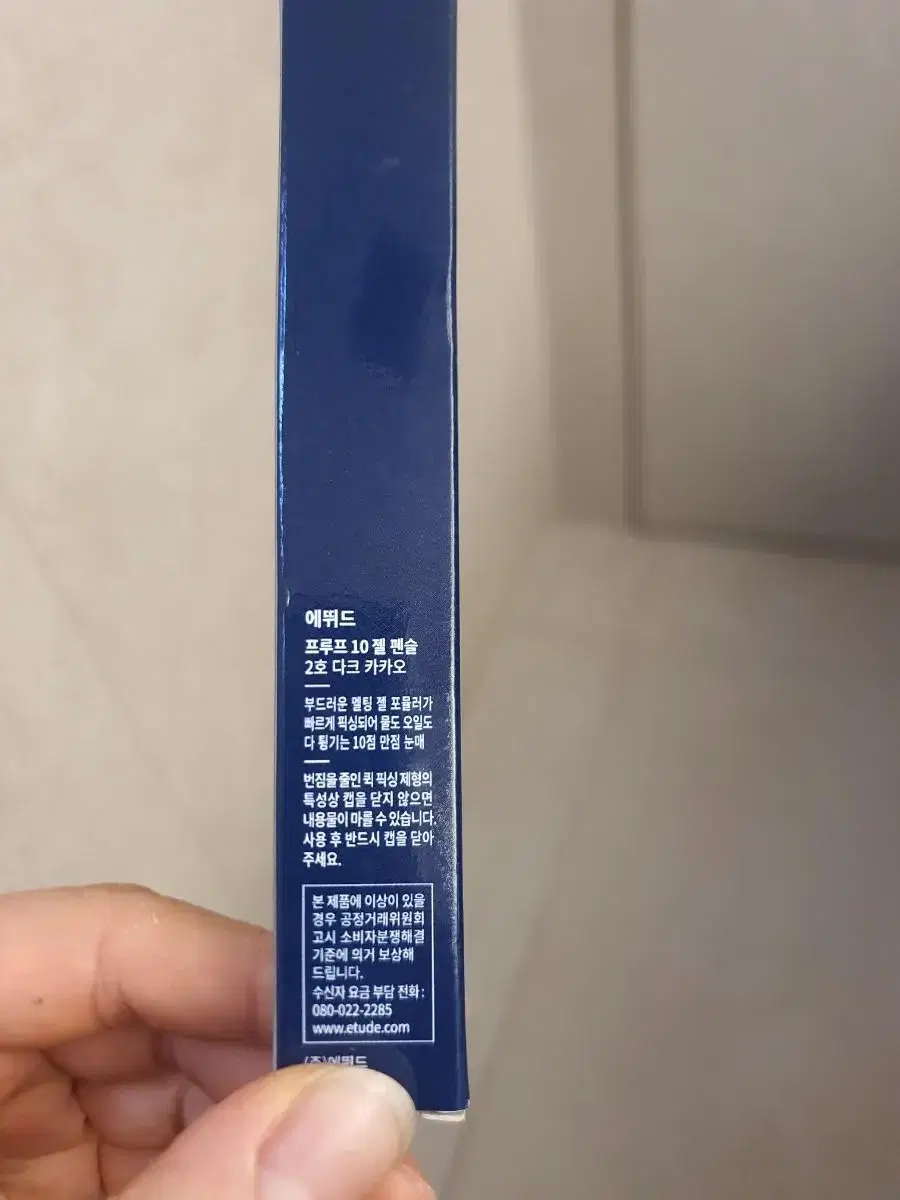 에뛰드
프루프 10 젤 펜슬
2호 다크 카카오
부드러운 멜팅 젤 포뮬러가
빠르게 픽싱되어 물도 오일도
다 튕기는 10점 만점 눈매
번짐을 줄인 퀵 픽싱 제형의
특성상 캡을 닫지 않으면
내용물이 마를 수 있습니다.
사용 후 반드시 캡을 닫아
주세요.
본 제품에 이상이 있을
경우 공정거래위원회
고시 소비자분쟁해결
기준에 의거 보상해
드립니다.
수신자 요금 부담 전화 :
080-022-2285
www.etude.com
(주)에뛰드